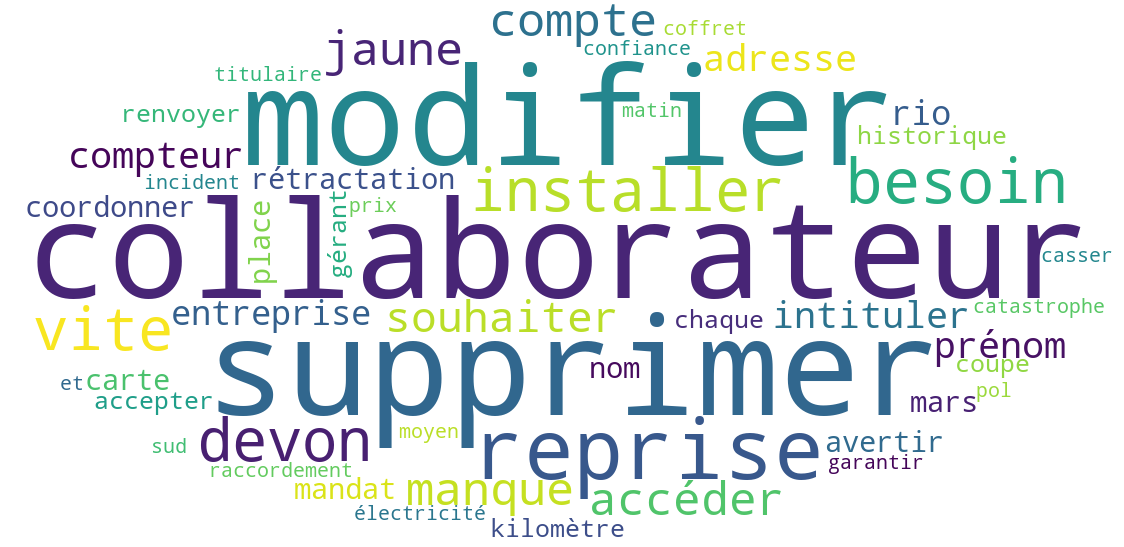 compte
coffret
jaune
confiance
adresse
titulaire
modifier
renvoyer
matin
rio
historique
compteur
incident
rétractation
installer
besoin
coordonner
place
gérant
prix
collaborateur
casser
vite
entreprise
souhaiter
chaque
intituler
catastrophe
supprimer
prénom
nom
coupe
et
carte
accepter
pol
mars
devon
moyen
reprise
avertir
sud
garantir
raccordement
mandat
manque
accéder
électricité
kilomètre